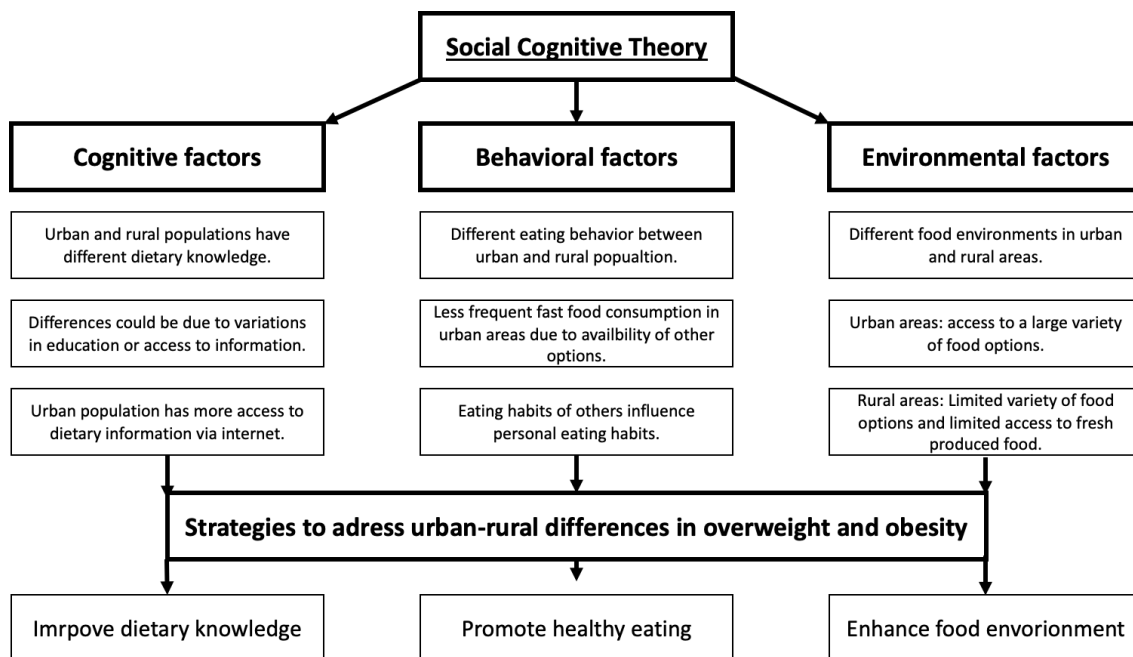 Social Cognitive Theory
Cognitive factors
Behavioral factors
Environmental factors
Urban and rural populations have
different dietary knowledge.
Different eating behavior between
urban and rural popualtion.
Different food environments in urban
and rural areas.
Differences could be due to variations
in education or access to information.
Less frequent fast food consumption in
urban areas due to availbility of other
options.
Urban areas: access to a large variety
of food options.
Urban population has more access to
dietary information via internet.
Eating habits of others influence
personal eating habits.
Rural areas: Limited variety of food
options and limited access to fresh
produced food.
Strategies to adress urban-rural differences in overweight and obesity
Imrpove dietary knowledge
Promote healthy eating
Enhance food envorionment